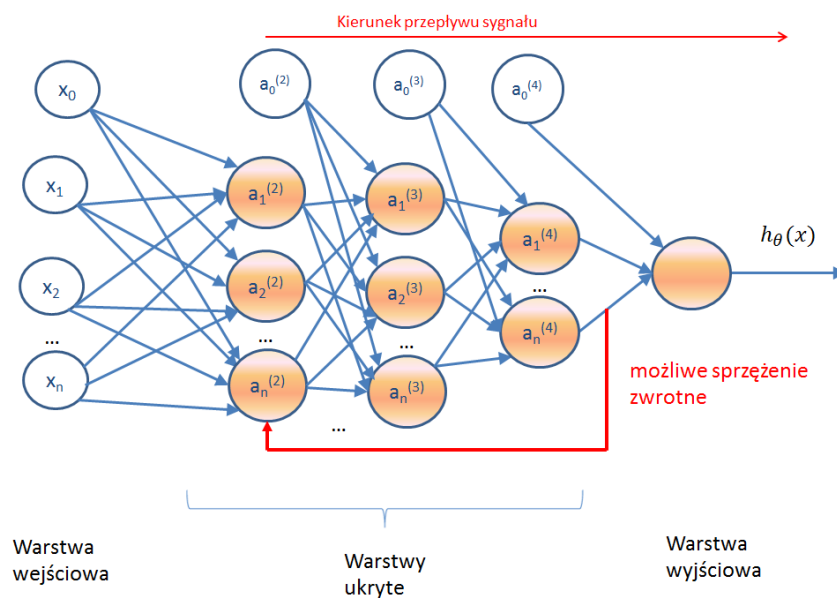 Kierunek przepływu sygnału
x0
a0(2)
a0(3)
a0(4)
x1
a1(2)
a1(3)
a1(4)
hθ(x)
x2
a2(2)
a2(3)
...
...
...
an(4)
xn
an(2)
an(3)
...
możliwe sprzężenie
zwrotne
Warstwa
wejściowa
Warstwy
ukryte
Warstwa
wyjściowa